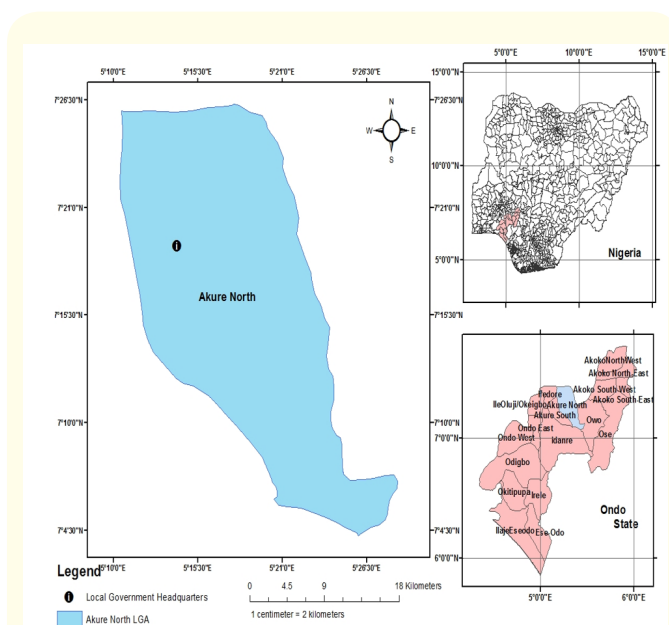 5°10'0"E 5°15'30"E 5°21'0"E 5°26'30"E
7°26'30"N
7°21'0"N
7°15'30"N
7°10'0"N
7°4'30"N
N
W E
S
Akure North
5°10'0"E 5°15'30"E 5°21'0"E 5°26'30"E
7°26'30"N
7°21'0"N
7°15'30"N
7°10'0"N
7°4'30"N
5°0'0"E 10°0'0"E 15°0'0"E
15°0'0"N
10°0'0"N
5°0'0"N
Nigeria
AkokoNorthWest
Akoko North East
Akoko South West
Akoko South East
Ifedore
IleOluji/Okeigbo
Akure North
Akure South
Owo
Ondo East
Ondo West
Idanre
Ose
Odigbo
Okitipupa
Irele
IlajeEseodo
Ese Odo
Ondo
State
7°0'0"N
6°0'0"N
5°0'0"E 6°0'0"E
Legend
Local Government Headquarters
Akure North LGA
0 4.5 9 18 Kilometers
1 centimeter = 2 kilometers